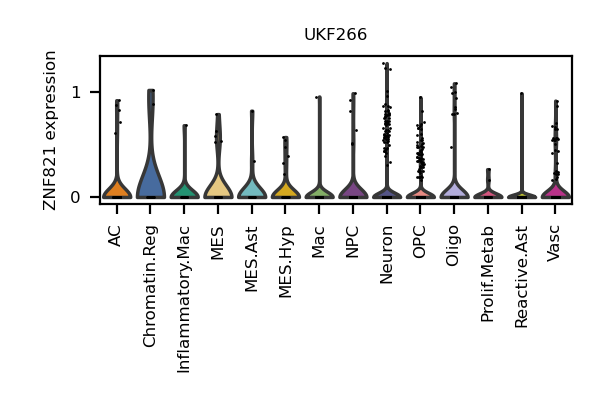 UKF266
ZNF821 expression
1
0
AC
Chromatin.Reg
Inflammatory.Mac
MES
MES.Ast
MES.Hyp
Mac
NPC
Neuron
OPC
Oligo
Prolif.Metab
Reactive.Ast
Vasc